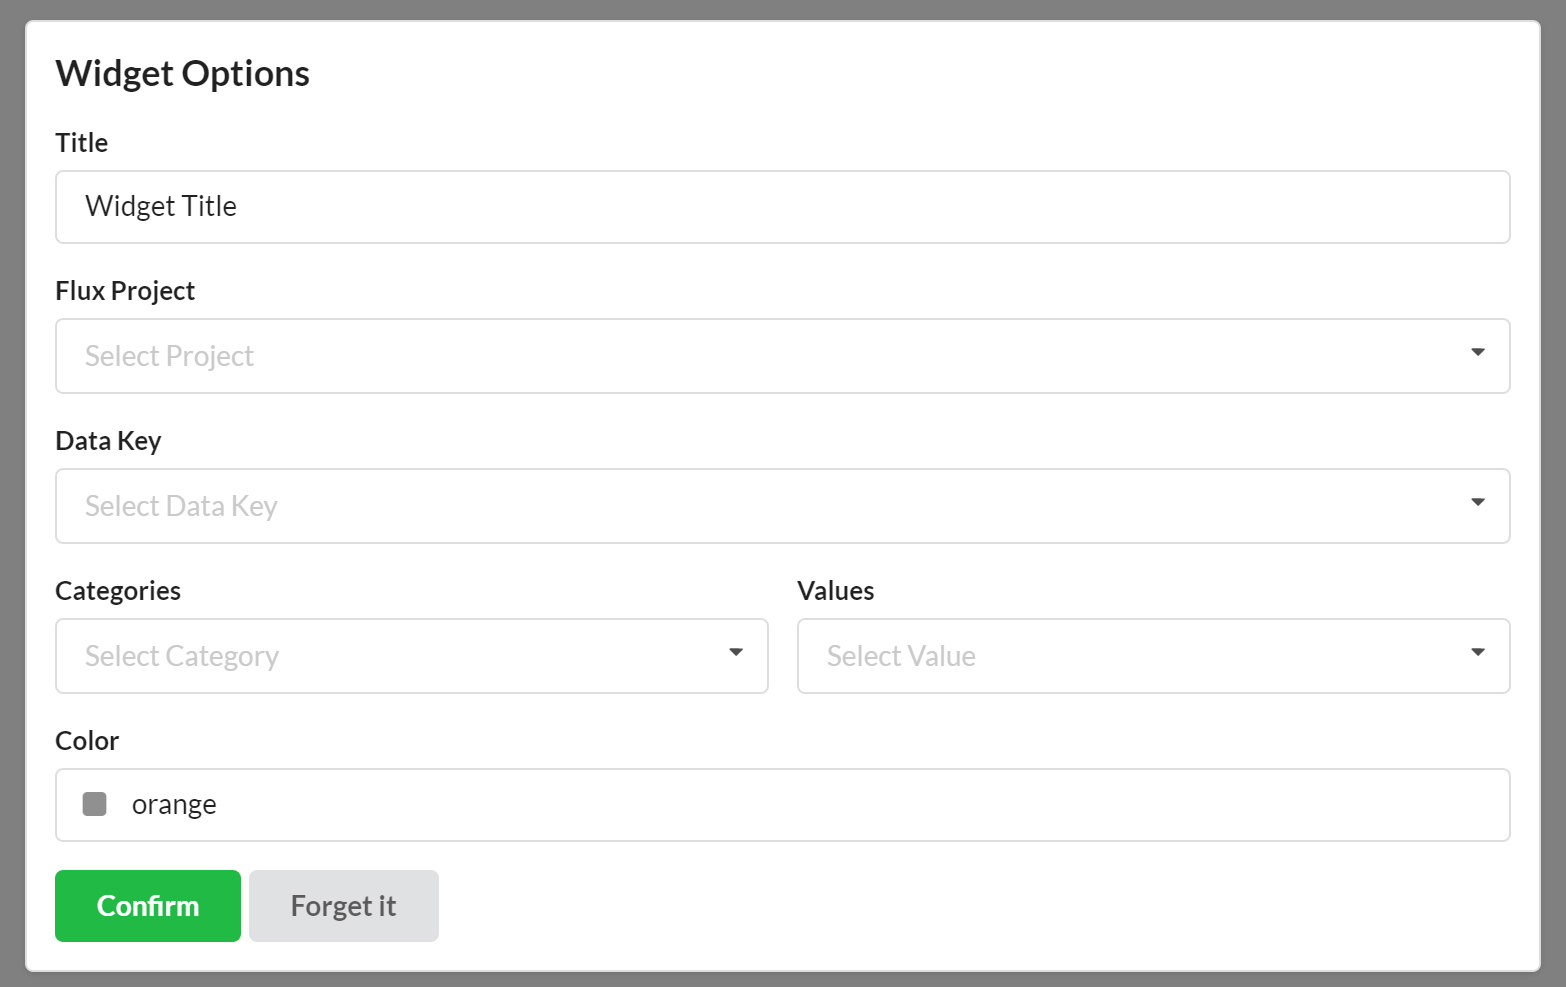 Widget Options
Title
Widget Title
Flux Project
Select Project
Data Key
Select Data Key
Categories
Values
Select Category
Select Value
Color
orange
Confirm
Forget it